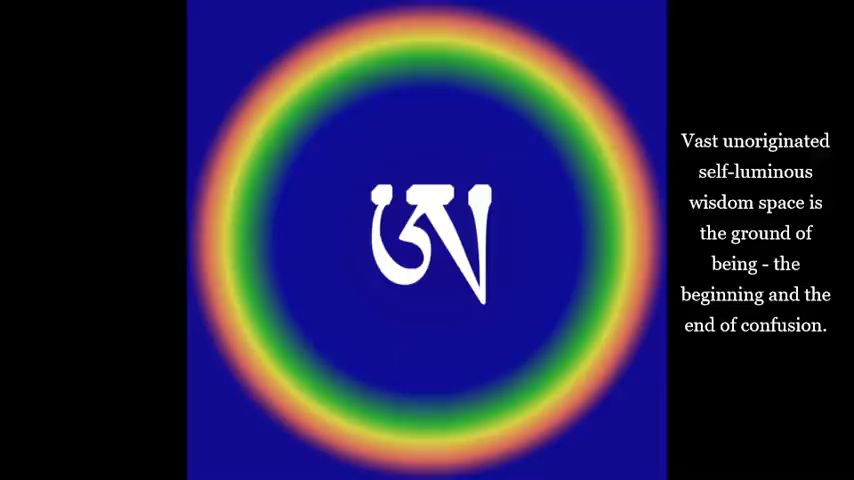 ཨ
Vast unoriginated
self-luminous
wisdom space is
the ground of
being - the
beginning and the
end of confusion.